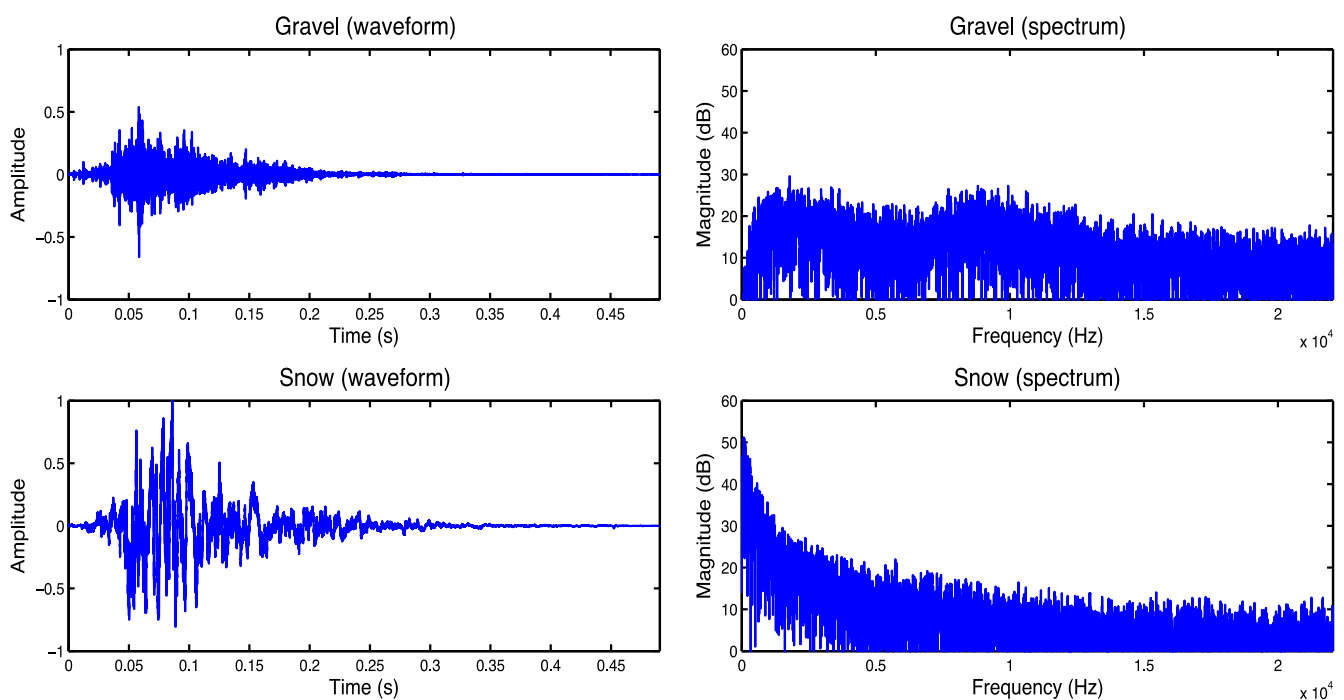 Gravel (waveform)
Amplitude
1
0.5
0
−0.5
−1
0 0.05 0.1 0.15 0.2 0.25 0.3 0.35 0.4 0.45
Time (s)
Gravel (spectrum)
Magnitude (dB)
60
50
40
30
20
10
0
0 0.5 1 1.5 2
x 10^4
Frequency (Hz)
Snow (waveform)
Amplitude
1
0.5
0
−0.5
−1
0 0.05 0.1 0.15 0.2 0.25 0.3 0.35 0.4 0.45
Time (s)
Snow (spectrum)
Magnitude (dB)
60
50
40
30
20
10
0
0 0.5 1 1.5 2
x 10^4
Frequency (Hz)